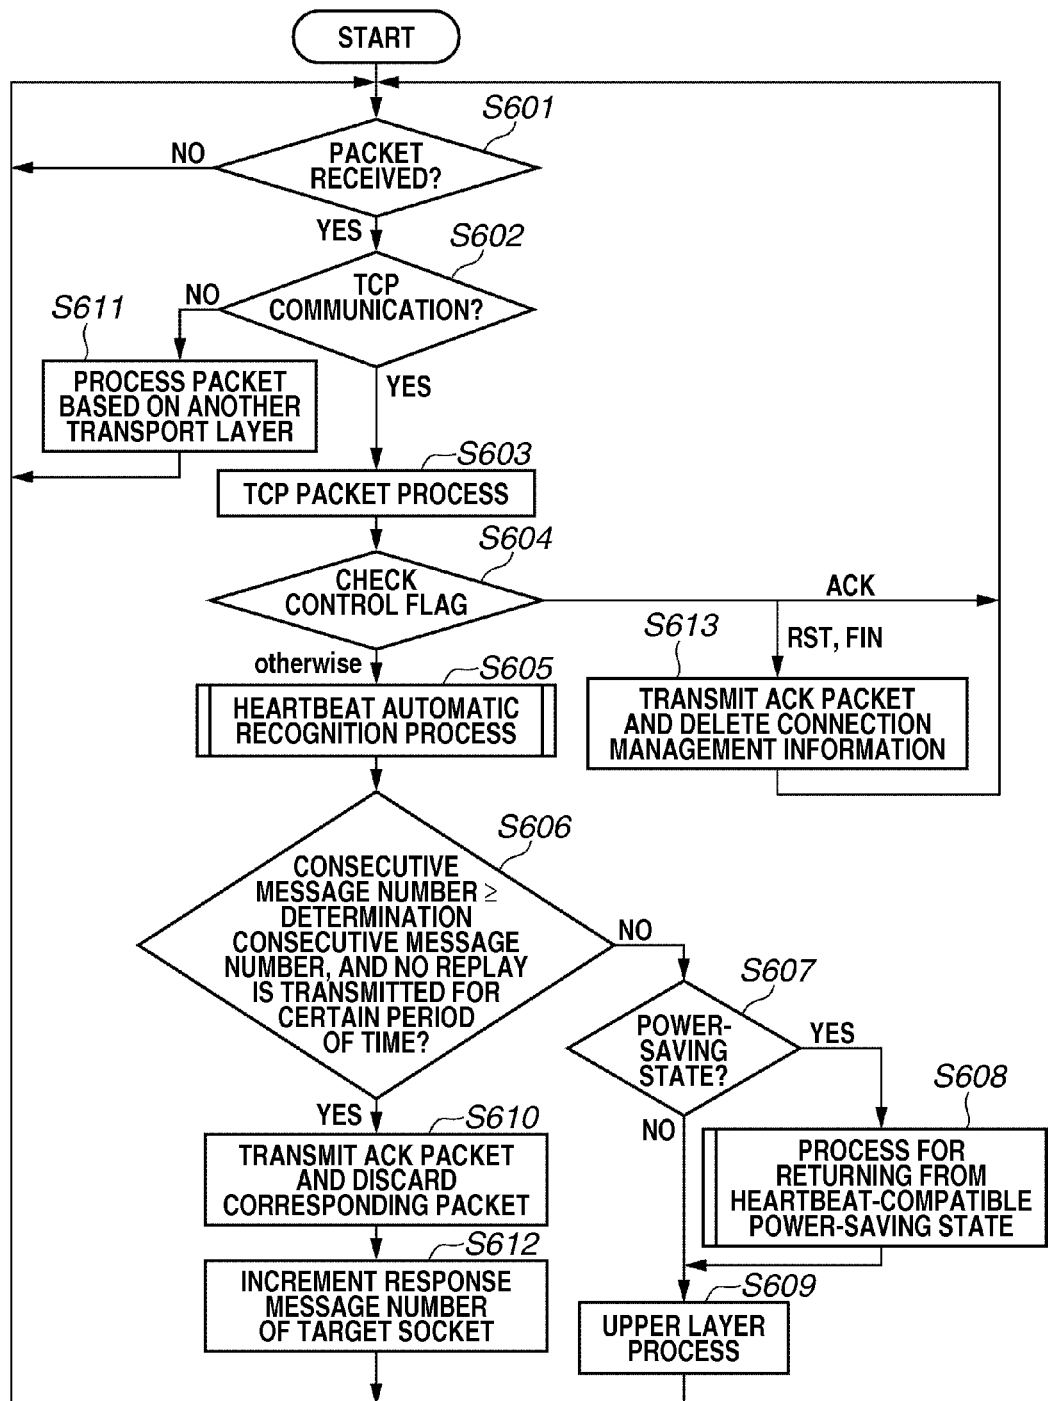 START
S601
PACKET
RECEIVED?
NO
YES
S602
TCP
COMMUNICATION?
NO
YES
S611
PROCESS PACKET
BASED ON ANOTHER
TRANSPORT LAYER
S603
TCP PACKET PROCESS
S604
CHECK
CONTROL FLAG
ACK
RST, FIN
S613
TRANSMIT ACK PACKET
AND DELETE CONNECTION
MANAGEMENT INFORMATION
otherwise
S605
HEARTBEAT AUTOMATIC
RECOGNITION PROCESS
S606
CONSECUTIVE
MESSAGE NUMBER ≥
DETERMINATION
CONSECUTIVE MESSAGE
NUMBER, AND NO REPLAY
IS TRANSMITTED FOR
CERTAIN PERIOD
OF TIME?
NO
YES
S607
POWER-
SAVING
STATE?
YES
NO
S608
PROCESS FOR
RETURNING FROM
HEARTBEAT-COMPATIBLE
POWER-SAVING STATE
S610
TRANSMIT ACK PACKET
AND DISCARD
CORRESPONDING PACKET
S612
INCREMENT RESPONSE
MESSAGE NUMBER
OF TARGET SOCKET
S609
UPPER LAYER
PROCESS